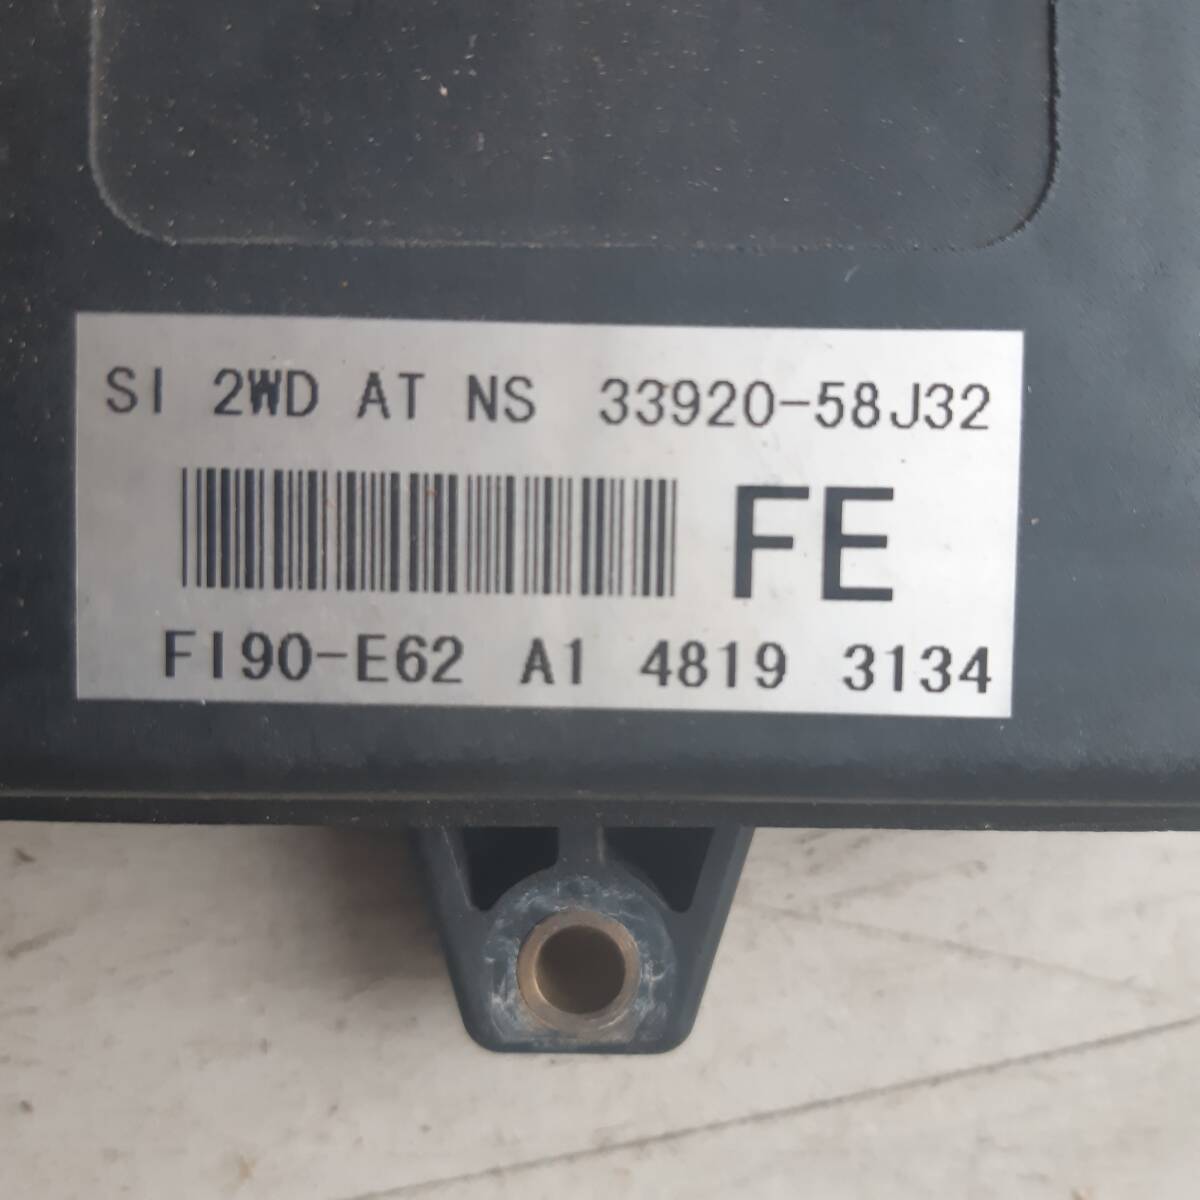 SI 2WD AT NS 33920-58J32
FE
FI90-E62 A1 4819 3134